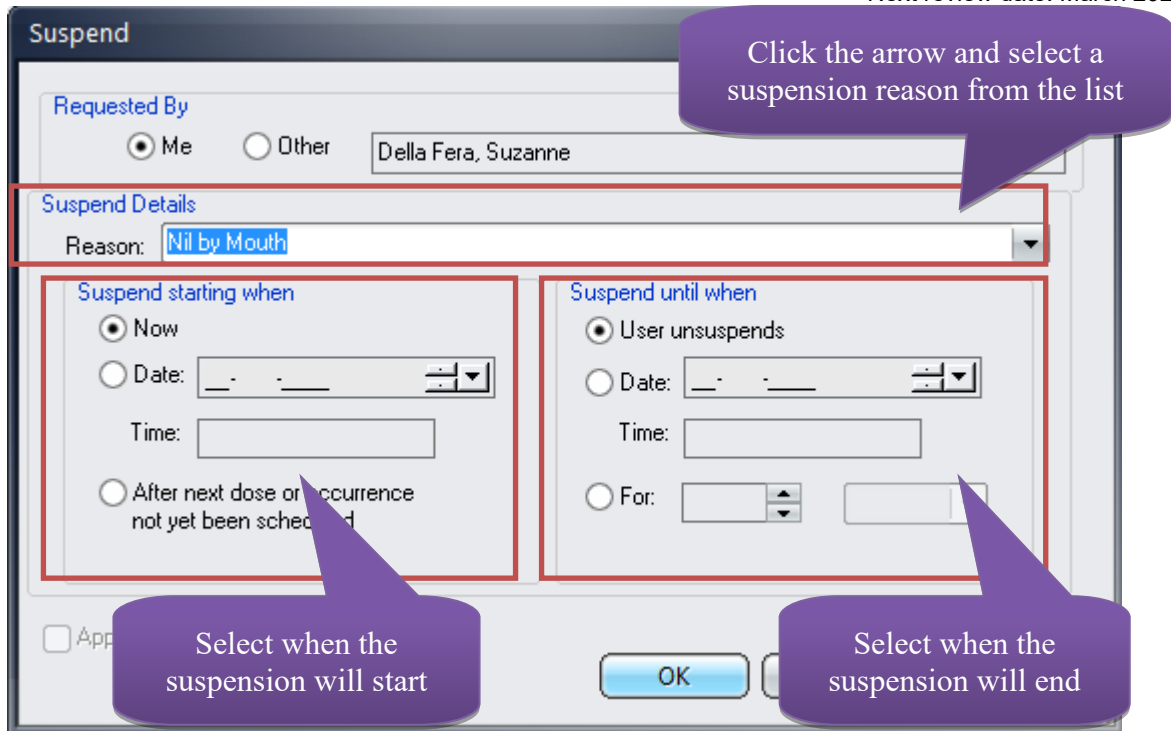 Suspend
Click the arrow and select a
suspension reason from the list
Requested By
Me
Other
Della Fera, Suzanne
Suspend Details
Reason:
Nil by Mouth
Suspend starting when
Now
Date:
Time:
After next dose or occurrence
not yet been scheduled
Suspend until when
User unsuspends
Date:
Time:
For:
Select when the
suspension will start
OK
Select when the
suspension will end